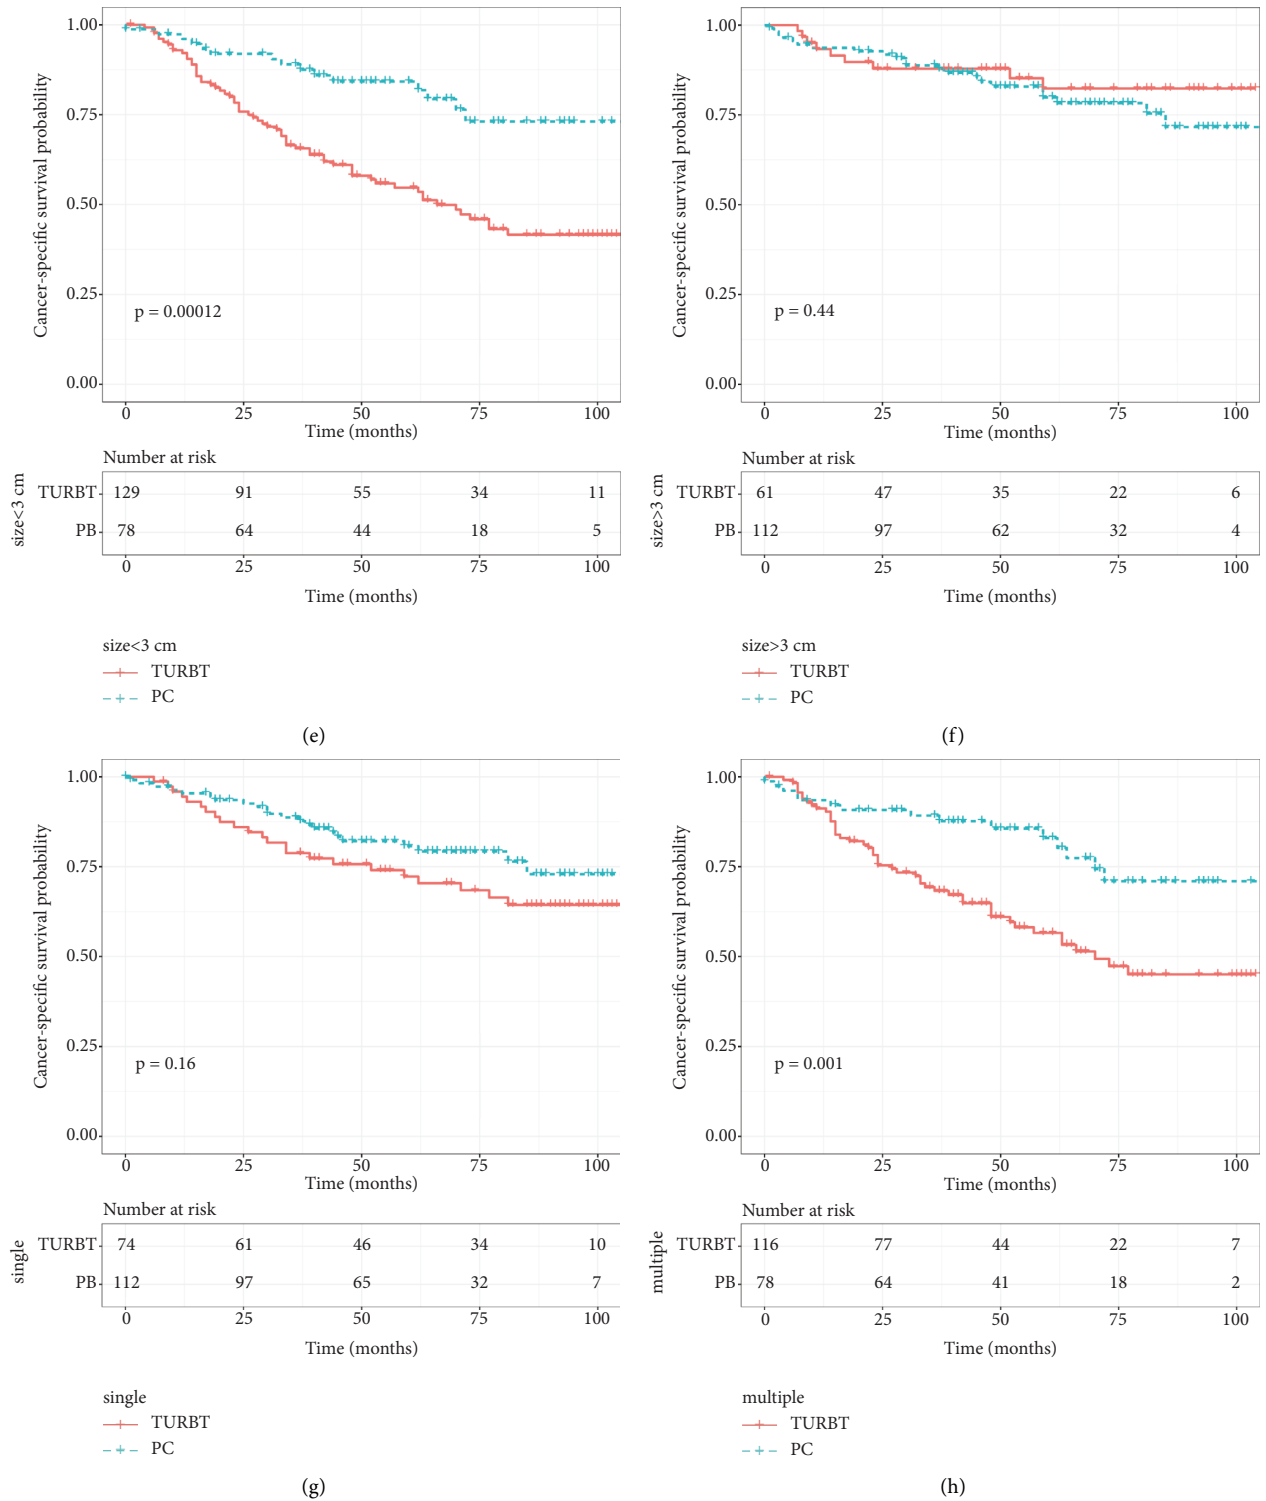 1.00
0.75
0.50
0.25
0.00
Cancer-specific survival probability
p = 0.00012
0 25 50 75 100
Time (months)
Number at risk
size<3 cm
TURBT 129 91 55 34 11
PB 78 64 44 18 5
0 25 50 75 100
Time (months)
size<3 cm
TURBT
PC
(e)
1.00
0.75
0.50
0.25
0.00
Cancer-specific survival probability
p = 0.44
0 25 50 75 100
Time (months)
Number at risk
size>3 cm
TURBT 61 47 35 22 6
PB 112 97 62 32 4
0 25 50 75 100
Time (months)
size>3 cm
TURBT
PC
(f)
1.00
0.75
0.50
0.25
0.00
Cancer-specific survival probability
p = 0.16
0 25 50 75 100
Time (months)
Number at risk
single
TURBT 74 61 46 34 10
PB 112 97 65 32 7
0 25 50 75 100
Time (months)
single
TURBT
PC
(g)
1.00
0.75
0.50
0.25
0.00
Cancer-specific survival probability
p = 0.001
0 25 50 75 100
Time (months)
Number at risk
multiple
TURBT 116 77 44 22 7
PB 78 64 41 18 2
0 25 50 75 100
Time (months)
multiple
TURBT
PC
(h)